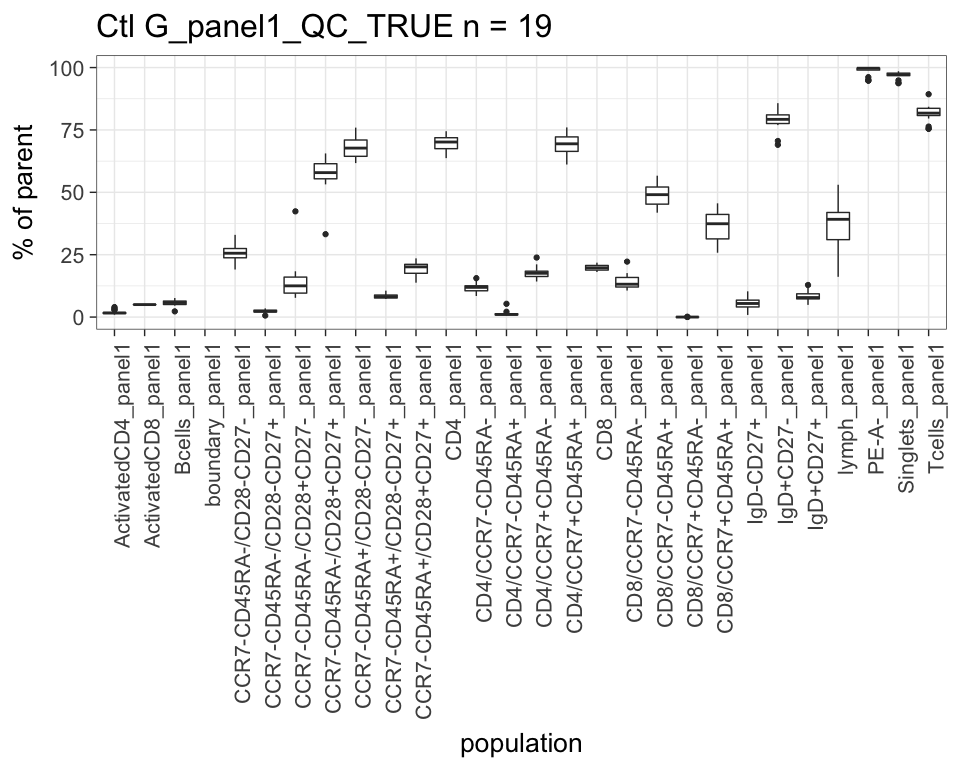 Ctl G_panel1_QC_TRUE n = 19
% of parent
100
75
50
25
0
ActivatedCD4_panel1
ActivatedCD8_panel1
Bcells_panel1
boundary_panel1
CCR7-CD45RA-/CD28-CD27-_panel1
CCR7-CD45RA-/CD28-CD27+_panel1
CCR7-CD45RA-/CD28+CD27-_panel1
CCR7-CD45RA-/CD28+CD27+_panel1
CCR7-CD45RA+/CD28-CD27-_panel1
CCR7-CD45RA+/CD28-CD27+_panel1
CCR7-CD45RA+/CD28+CD27+_panel1
CD4_panel1
CD4/CCR7-CD45RA-_panel1
CD4/CCR7-CD45RA+_panel1
CD4/CCR7+CD45RA-_panel1
CD4/CCR7+CD45RA+_panel1
CD8_panel1
CD8/CCR7-CD45RA-_panel1
CD8/CCR7-CD45RA+_panel1
CD8/CCR7+CD45RA-_panel1
CD8/CCR7+CD45RA+_panel1
IgD-CD27+_panel1
IgD+CD27-_panel1
IgD+CD27+_panel1
lymph_panel1
PE-A-_panel1
Singlets_panel1
Tcells_panel1
population